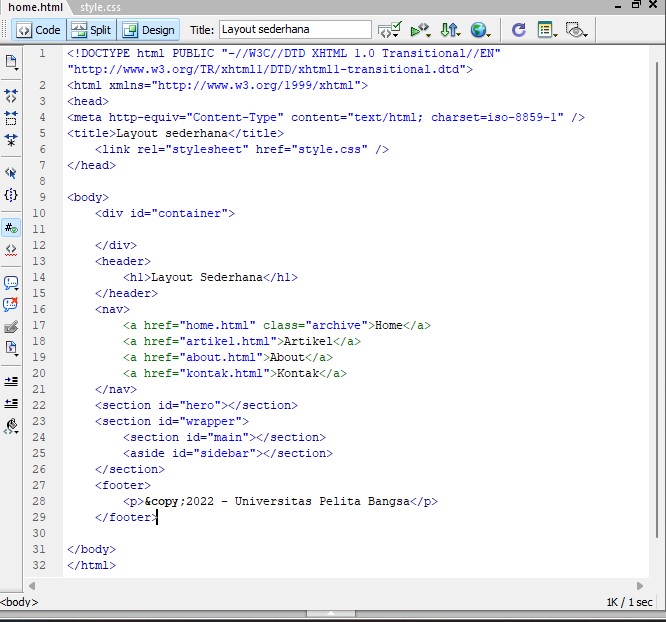 home.html style.css
Code Split Design Title: Layout sederhana
1 <!DOCTYPE html PUBLIC "-//W3C//DTD XHTML 1.0 Transitional//EN"
"http://www.w3.org/TR/xhtml1/DTD/xhtml1-transitional.dtd">
2 <html xmlns="http://www.w3.org/1999/xhtml">
3 <head>
4 <meta http-equiv="Content-Type" content="text/html; charset=iso-8859-1" />
5 <title>Layout sederhana</title>
6 <link rel="stylesheet" href="style.css" />
7 </head>
8
9 <body>
10 <div id="container">
11
12 </div>
13 <header>
14 <h1>Layout Sederhana</h1>
15 </header>
16 <nav>
17 <a href="home.html" class="archive">Home</a>
18 <a href="artikel.html">Artikel</a>
19 <a href="about.html">About</a>
20 <a href="kontak.html">Kontak</a>
21 </nav>
22 <section id="hero"></section>
23 <section id="wrapper">
24 <section id="main"></section>
25 <aside id="sidebar"></section>
26 </section>
27 <footer>
28 <p>&copy;2022 - Universitas Pelita Bangsa</p>
29 </footer>
30
31 </body>
32 </html>
<body> 1K / 1 sec